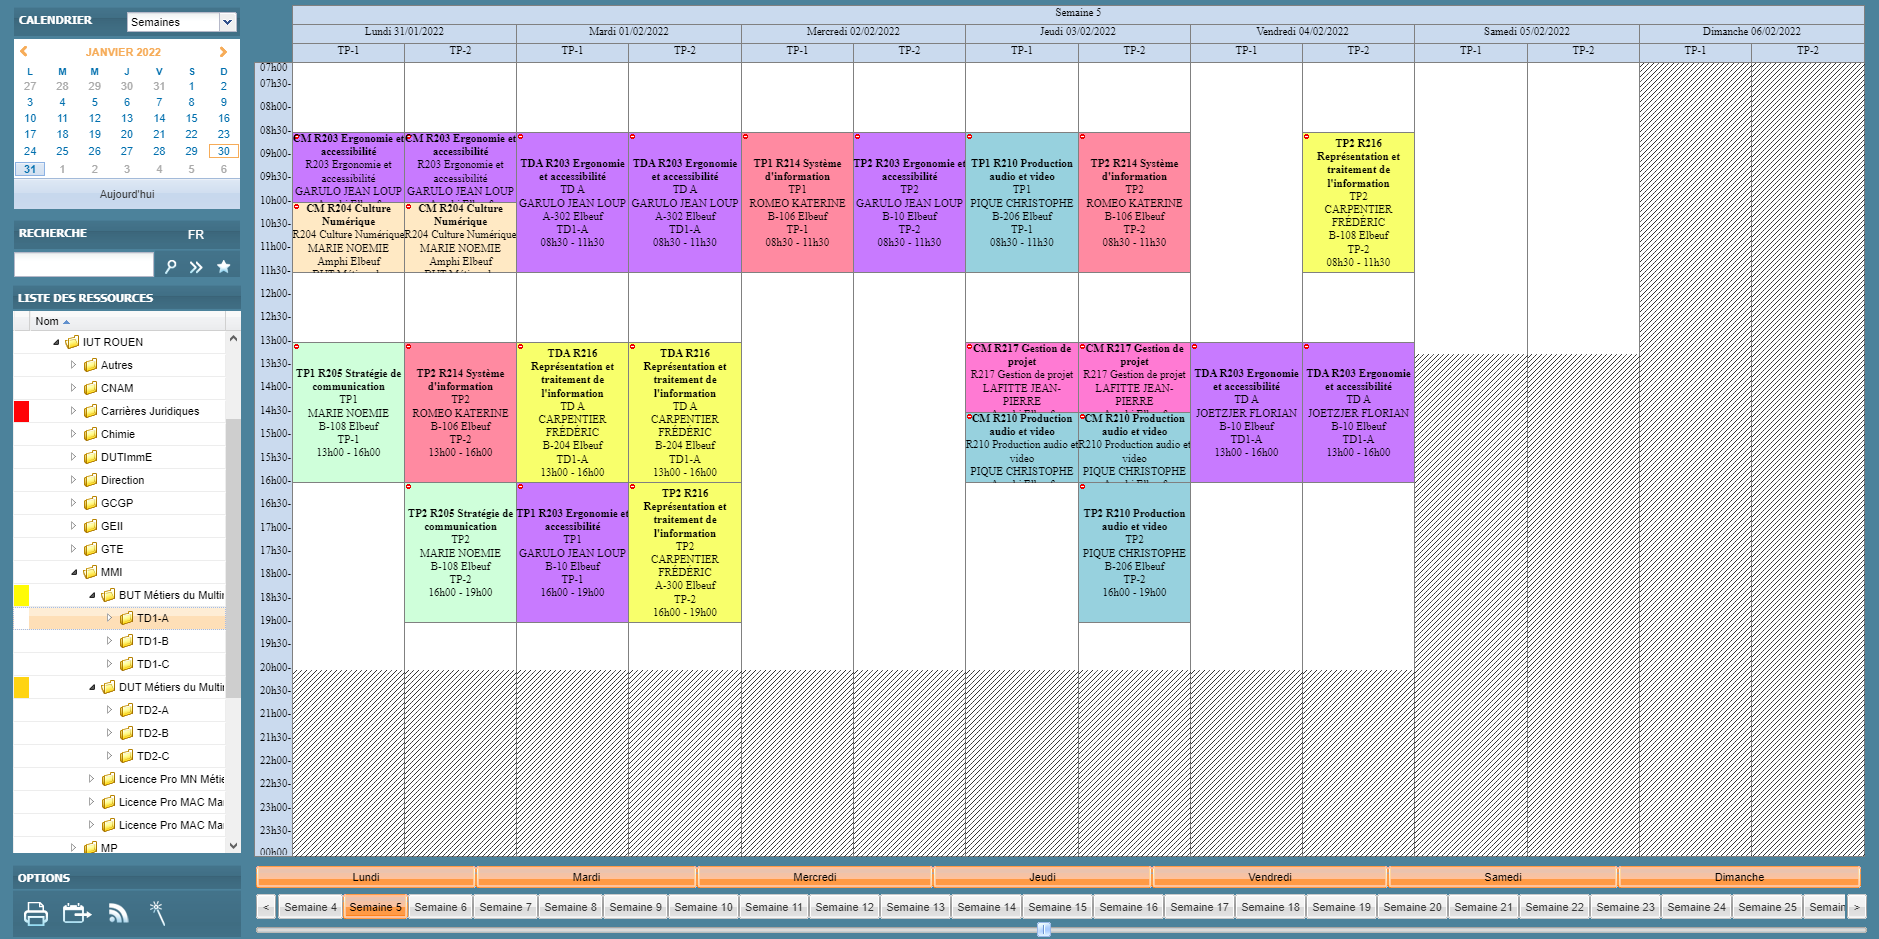 CALENDRIER
Semaines
JANVIER 2022
L M M J V S D
27 28 29 30 31 1 2
3 4 5 6 7 8 9
10 11 12 13 14 15 16
17 18 19 20 21 22 23
24 25 26 27 28 29 30
31 1 2 3 4 5 6
Aujourd'hui
RECHERCHE FR
LISTE DES RESSOURCES
Nom
IUT ROUEN
Autres
CNAM
Carrières Juridiques
Chimie
DUTImmE
Direction
GCGP
GEII
GTE
MMI
BUT Métiers du Multin
TD1-A
TD1-B
TD1-C
DUT Métiers du Multin
TD2-A
TD2-B
TD2-C
Licence Pro MN Métie
Licence Pro MAC Ma
Licence Pro MAC Ma
MP
OPTIONS
Semaine 5
Lundi 31/01/2022 Mardi 01/02/2022 Mercredi 02/02/2022 Jeudi 03/02/2022 Vendredi 04/02/2022 Samedi 05/02/2022 Dimanche 06/02/2022
TP-1 TP-2 TP-1 TP-2 TP-1 TP-2 TP-1 TP-2 TP-1 TP-2 TP-1 TP-2 TP-1 TP-2
07h00
07h30-
08h00-
08h30-
09h00-
09h30-
10h00-
10h30-
11h00-
11h30-
12h00-
12h30-
13h00-
13h30-
14h00-
14h30-
15h00-
15h30-
16h00-
16h30-
17h00-
17h30-
18h00-
18h30-
19h00-
19h30-
20h00-
20h30-
21h00-
21h30-
22h00-
22h30-
23h00-
23h30-
00h00
CM R203 Ergonomie et
accessibilité
R203 Ergonomie et
accessibilité
GARULO JEAN LOUP
Amphi Elbeuf
CM R204 Culture
Numérique
R204 Culture Numérique
MARIE NOEMIE
Amphi Elbeuf
TP1 R205 Stratégie de
communication
TP1
MARIE NOEMIE
B-108 Elbeuf
TP-1
13h00 - 16h00
CM R203 Ergonomie et
accessibilité
R203 Ergonomie et
accessibilité
GARULO JEAN LOUP
Amphi Elbeuf
CM R204 Culture
Numérique
R204 Culture Numérique
MARIE NOEMIE
Amphi Elbeuf
TP2 R214 Système
d'information
TP2
ROMEO KATERINE
B-106 Elbeuf
TP-2
13h00 - 16h00
TP2 R205 Stratégie de
communication
TP2
MARIE NOEMIE
B-108 Elbeuf
TP-2
16h00 - 19h00
TDA R203 Ergonomie
et accessibilité
TD A
GARULO JEAN LOUP
A-302 Elbeuf
TD1-A
08h30 - 11h30
TDA R216
Représentation et
traitement de
l'information
TD A
CARPENTIER
FRÉDÉRIC
B-204 Elbeuf
TD1-A
13h00 - 16h00
TP1 R203 Ergonomie et
accessibilité
TP1
GARULO JEAN LOUP
B-10 Elbeuf
TP-1
16h00 - 19h00
TDA R203 Ergonomie
et accessibilité
TD A
GARULO JEAN LOUP
A-302 Elbeuf
TD1-A
08h30 - 11h30
TDA R216
Représentation et
traitement de
l'information
TD A
CARPENTIER
FRÉDÉRIC
B-204 Elbeuf
TD1-A
13h00 - 16h00
TP2 R216
Représentation et
traitement de
l'information
TP2
CARPENTIER
FRÉDÉRIC
A-300 Elbeuf
TP-2
16h00 - 19h00
TP1 R214 Système
d'information
TP1
ROMEO KATERINE
B-106 Elbeuf
TP-1
08h30 - 11h30
TP2 R203 Ergonomie et
accessibilité
TP2
GARULO JEAN LOUP
B-10 Elbeuf
TP-2
08h30 - 11h30
TP1 R210 Production
audio et video
TP1
PIQUE CHRISTOPHE
B-206 Elbeuf
TP-1
08h30 - 11h30
CM R217 Gestion de
projet
R217 Gestion de projet
LAFITTE JEAN-
PIERRE
CM R210 Production
audio et video
R210 Production audio et
video
PIQUE CHRISTOPHE
TP2 R214 Système
d'information
TP2
ROMEO KATERINE
B-106 Elbeuf
TP-2
08h30 - 11h30
CM R217 Gestion de
projet
R217 Gestion de projet
LAFITTE JEAN-
PIERRE
CM R210 Production
audio et video
R210 Production audio et
video
PIQUE CHRISTOPHE
TP2 R210 Production
audio et video
TP2
PIQUE CHRISTOPHE
B-206 Elbeuf
TP-2
16h00 - 19h00
TDA R203 Ergonomie
et accessibilité
TD A
JOETZJER FLORIAN
B-10 Elbeuf
TD1-A
13h00 - 16h00
TP2 R216
Représentation et
traitement de
l'information
TP2
CARPENTIER
FRÉDÉRIC
B-108 Elbeuf
TP-2
08h30 - 11h30
TDA R203 Ergonomie
et accessibilité
TD A
JOETZJER FLORIAN
B-10 Elbeuf
TD1-A
13h00 - 16h00
Lundi Mardi Mercredi Jeudi Vendredi Samedi Dimanche
< Semaine 4 Semaine 5 Semaine 6 Semaine 7 Semaine 8 Semaine 9 Semaine 10 Semaine 11 Semaine 12 Semaine 13 Semaine 14 Semaine 15 Semaine 16 Semaine 17 Semaine 18 Semaine 19 Semaine 20 Semaine 21 Semaine 22 Semaine 23 Semaine 24 Semaine 25 Semain >